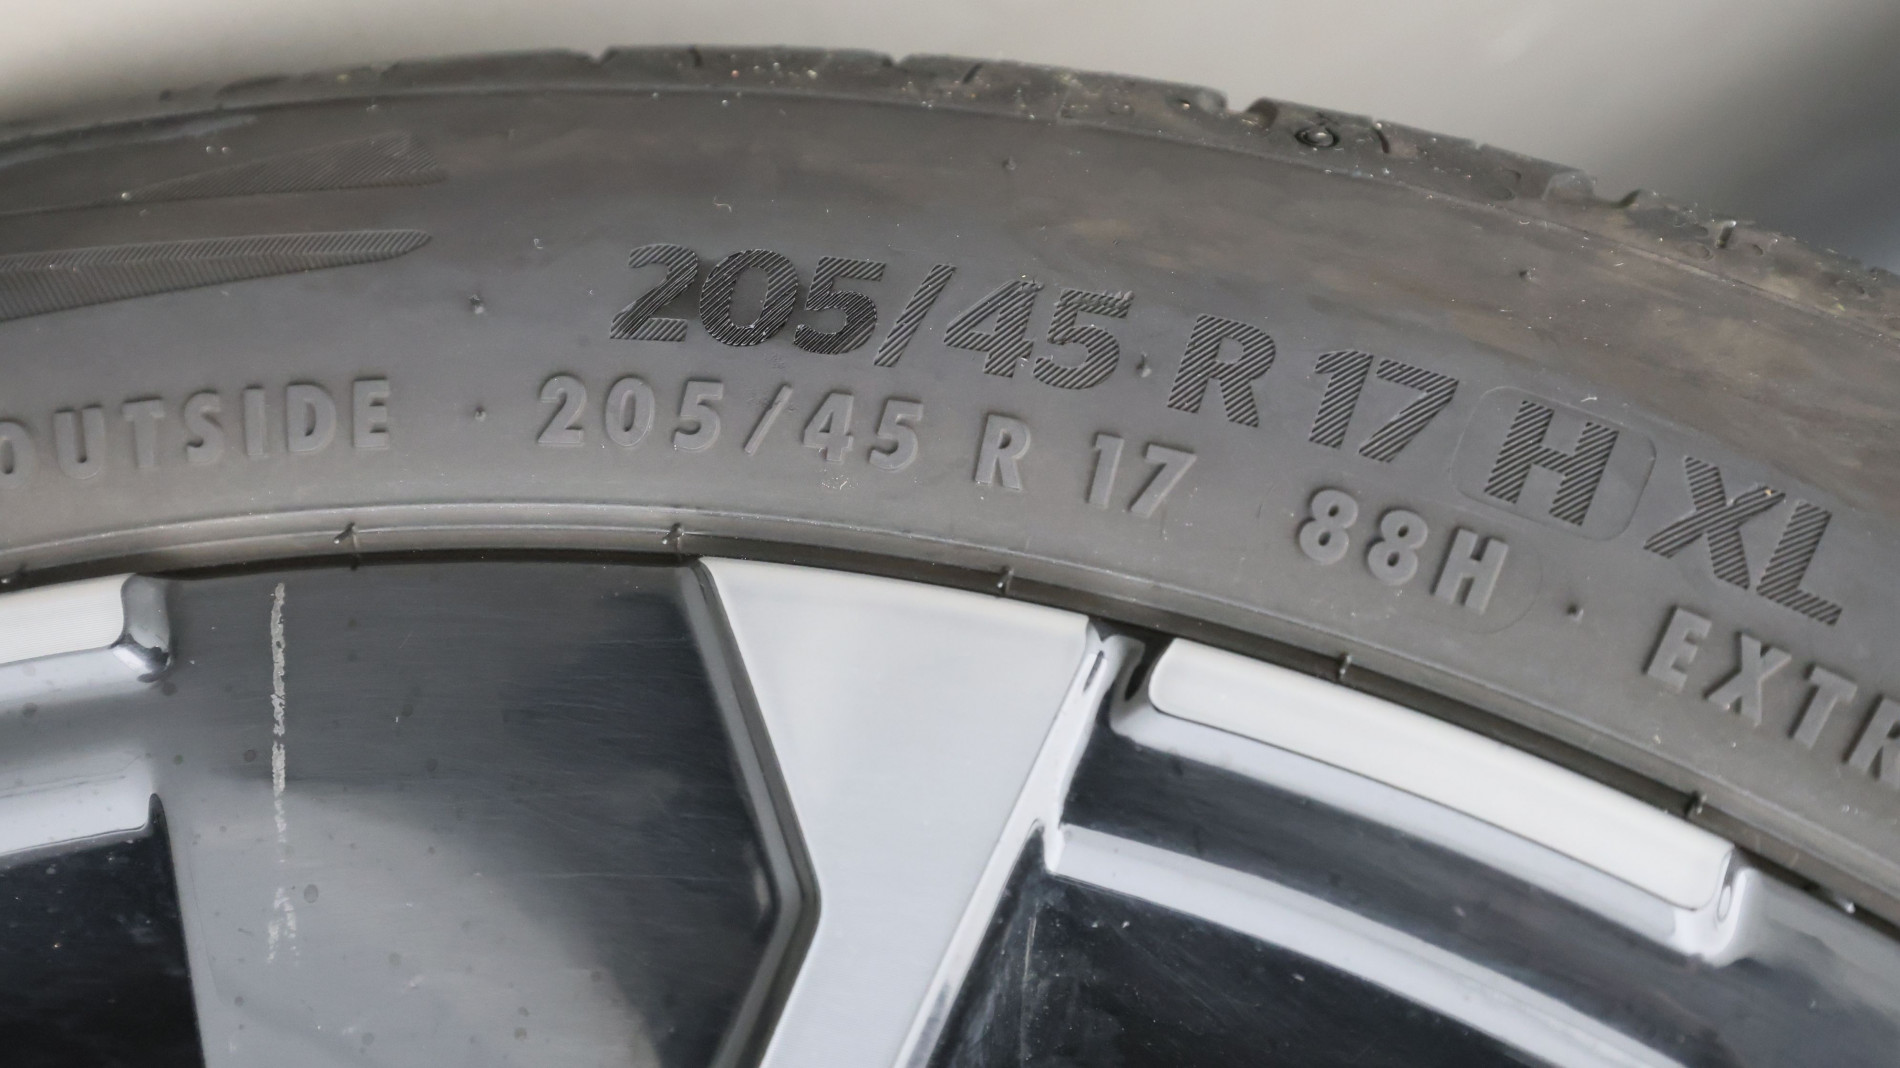 205/45 R 17 H XL
OUTSIDE · 205/45 R 17 88H · EXTR